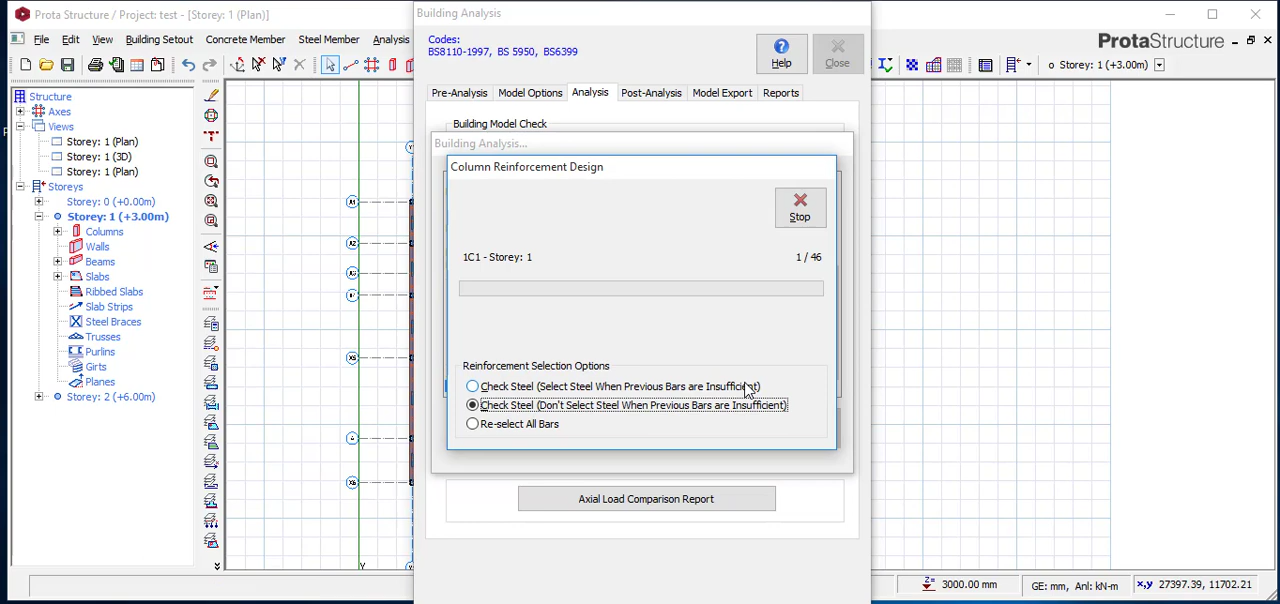 Prota Structure / Project: test - [Storey: 1 (Plan)]
File Edit View Building Setout Concrete Member Steel Member Analysis
ProtaStructure
Storey: 1 (+3.00m)
Structure
Axes
Views
Storey: 1 (Plan)
Storey: 1 (3D)
Storey: 1 (Plan)
Storeys
Storey: 0 (+0.00m)
Storey: 1 (+3.00m)
Columns
Walls
Beams
Slabs
Ribbed Slabs
Slab Strips
Steel Braces
Trusses
Purlins
Girts
Planes
Storey: 2 (+6.00m)
Building Analysis
Codes:
BS8110-1997, BS 5950, BS6399
Help
Close
Pre-Analysis Model Options Analysis Post-Analysis Model Export Reports
Building Model Check
Building Analysis...
Column Reinforcement Design
Stop
1C1 - Storey: 1 1 / 46
Reinforcement Selection Options
Check Steel (Select Steel When Previous Bars are Insufficient)
Check Steel (Don't Select Steel When Previous Bars are Insufficient)
Re-select All Bars
Axial Load Comparison Report
3000.00 mm GE: mm, Anl: kN-m x,y 27397.39, 11702.21